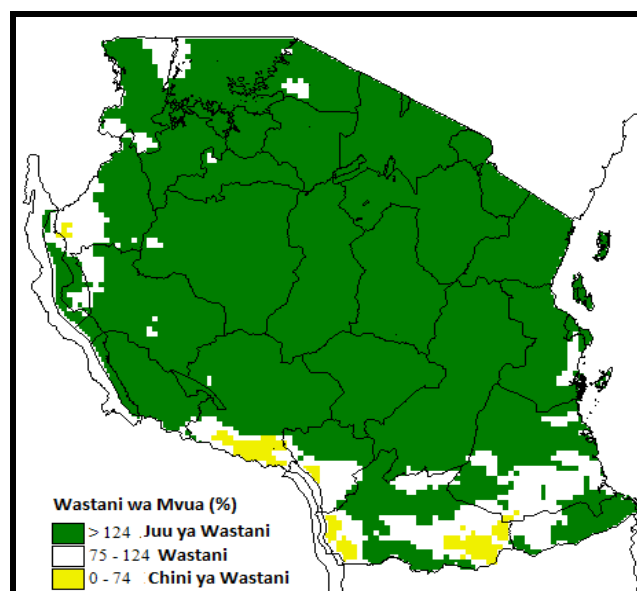 Wastani wa Mvua (%)
> 124 Juu ya Wastani
75 - 124 Wastani
0 - 74 Chini ya Wastani